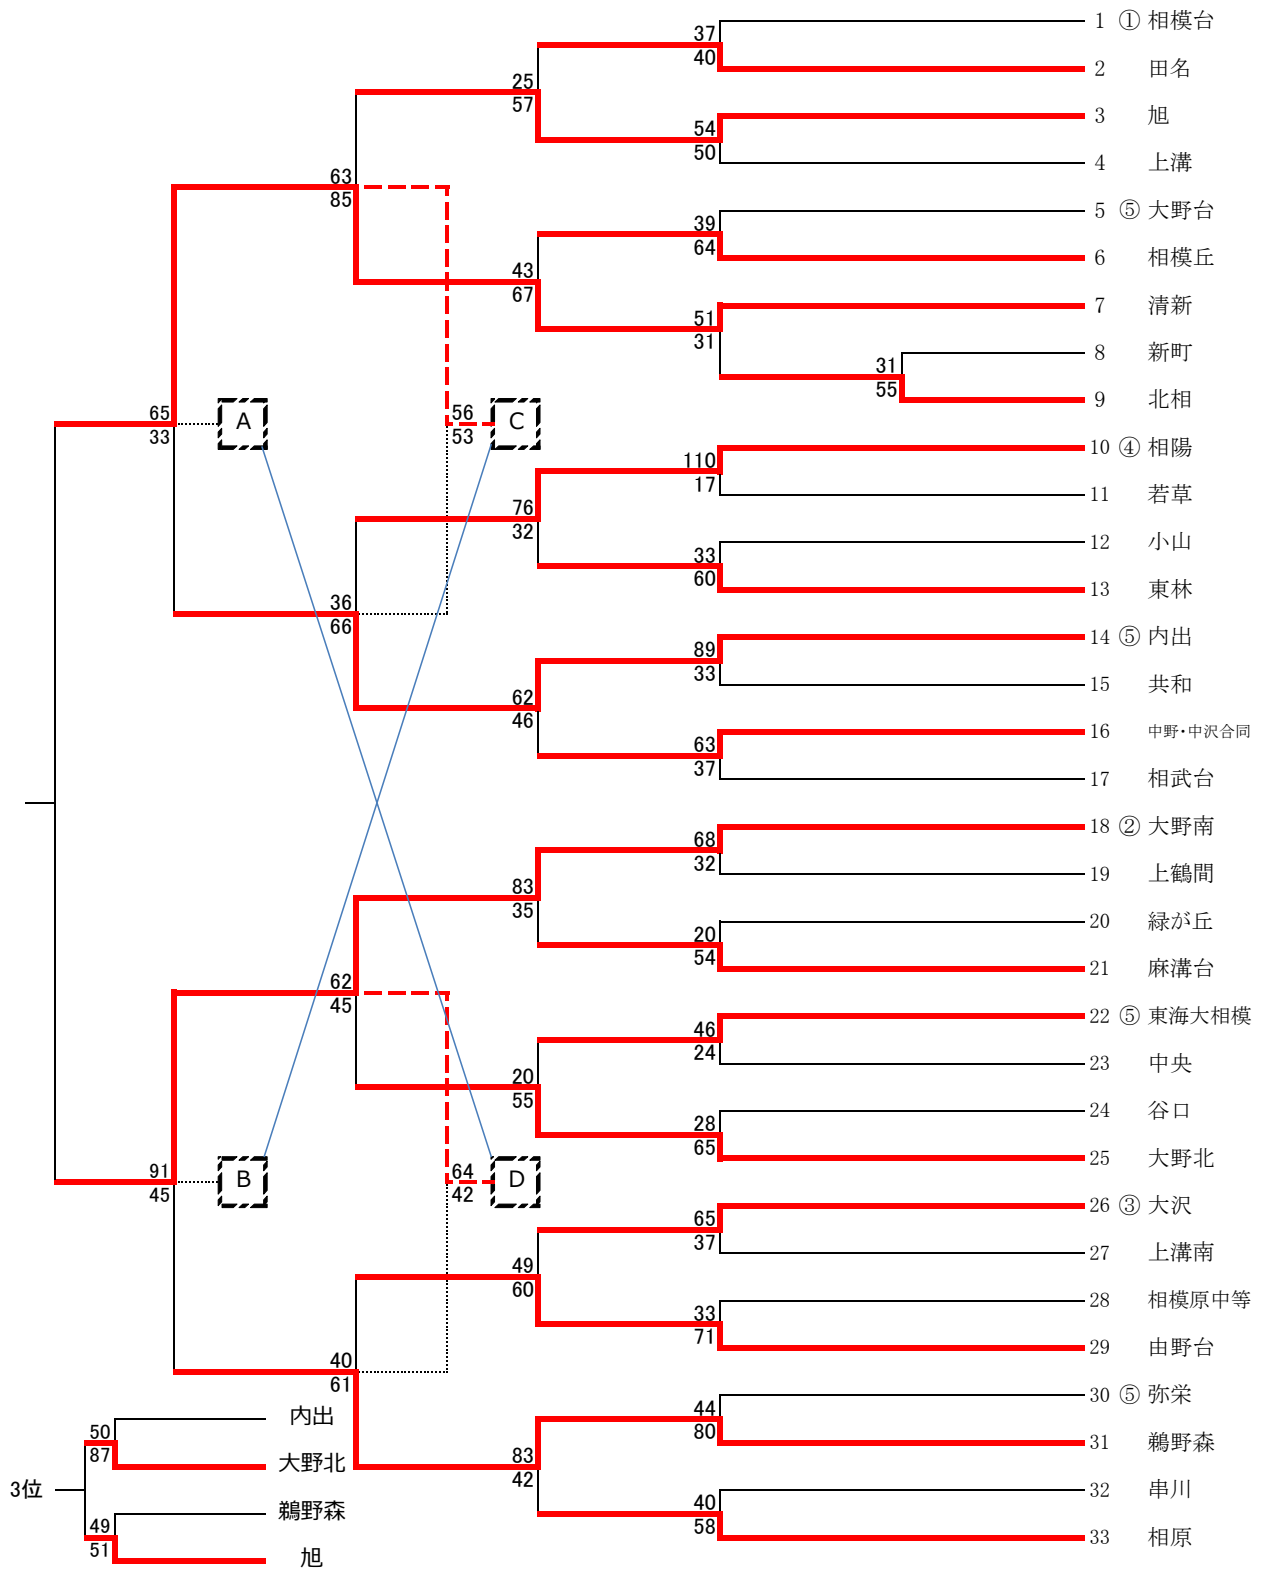 1 ① 相模台
2 田名
3 旭
4 上溝
5 ⑤ 大野台
6 相模丘
7 清新
8 新町
9 北相
10 ④ 相陽
11 若草
12 小山
13 東林
14 ⑤ 内出
15 共和
16 中野・中沢合同
17 相武台
18 ② 大野南
19 上鶴間
20 緑が丘
21 麻溝台
22 ⑤ 東海大相模
23 中央
24 谷口
25 大野北
26 ③ 大沢
27 上溝南
28 相模原中等
29 由野台
30 ⑤ 弥栄
31 鵜野森
32 串川
33 相原
37
40
54
50
39
64
51
31
31
55
110
17
33
60
89
33
63
37
68
32
20
54
46
24
28
65
65
37
33
71
44
80
40
58
25
57
43
67
76
32
62
46
83
35
20
55
49
60
83
42
63
85
36
66
62
45
40
61
56
53
64
42
65
33
91
45
A
C
B
D
3位
50
87
49
51
内出
大野北
鵜野森
旭